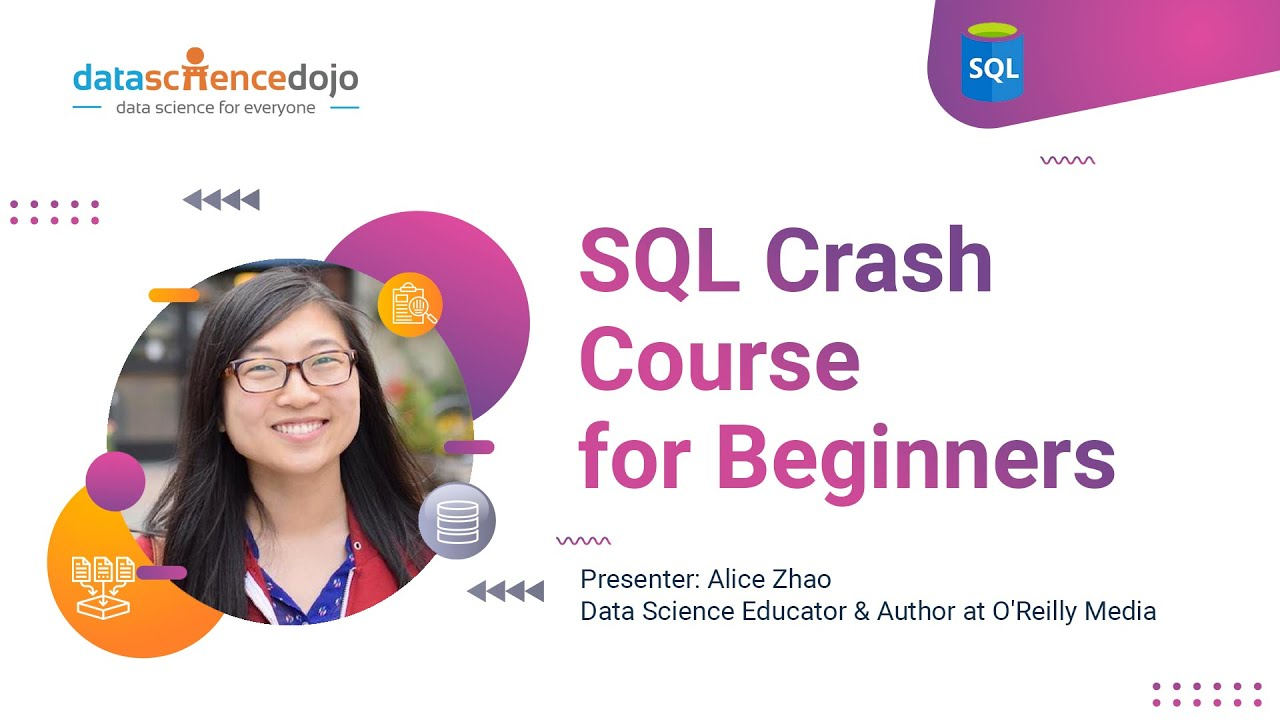 datasciencedojo
data science for everyone
SQL
SQL Crash
Course
for Beginners
Presenter: Alice Zhao
Data Science Educator & Author at O'Reilly Media